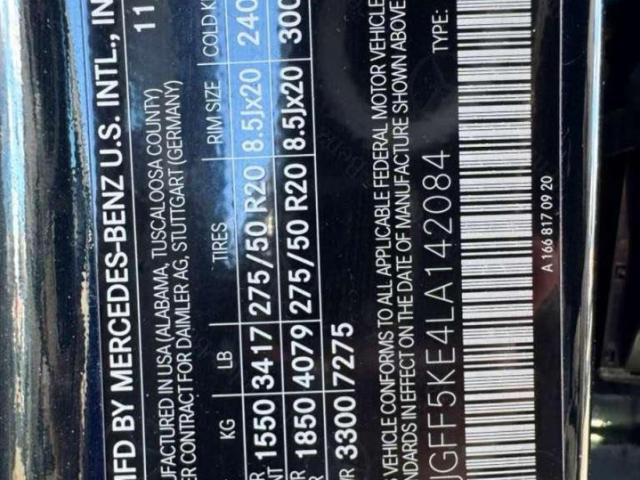 MFD BY MERCEDES-BENZ U.S. INTL., IN
11
UFACTURED IN USA (ALABAMA, TUSCALOOSA COUNTY)
ER CONTRACT FOR DAIMLER AG, STUTTGART (GERMANY)
KG LB TIRES RIM SIZE COLD K
1550 3417 275/50 R20 8.5Jx20 240
NT 1850 4079 275/50 R20 8.5Jx20 300
VR 3300 7275
VEHICLE CONFORMS TO ALL APPLICABLE FEDERAL MOTOR VEHICLE
ANDARDS IN EFFECT ON THE DATE OF MANUFACTURE SHOWN ABOVE
TYPE:
JGFF5KE4LA142084
A 166 817 09 20